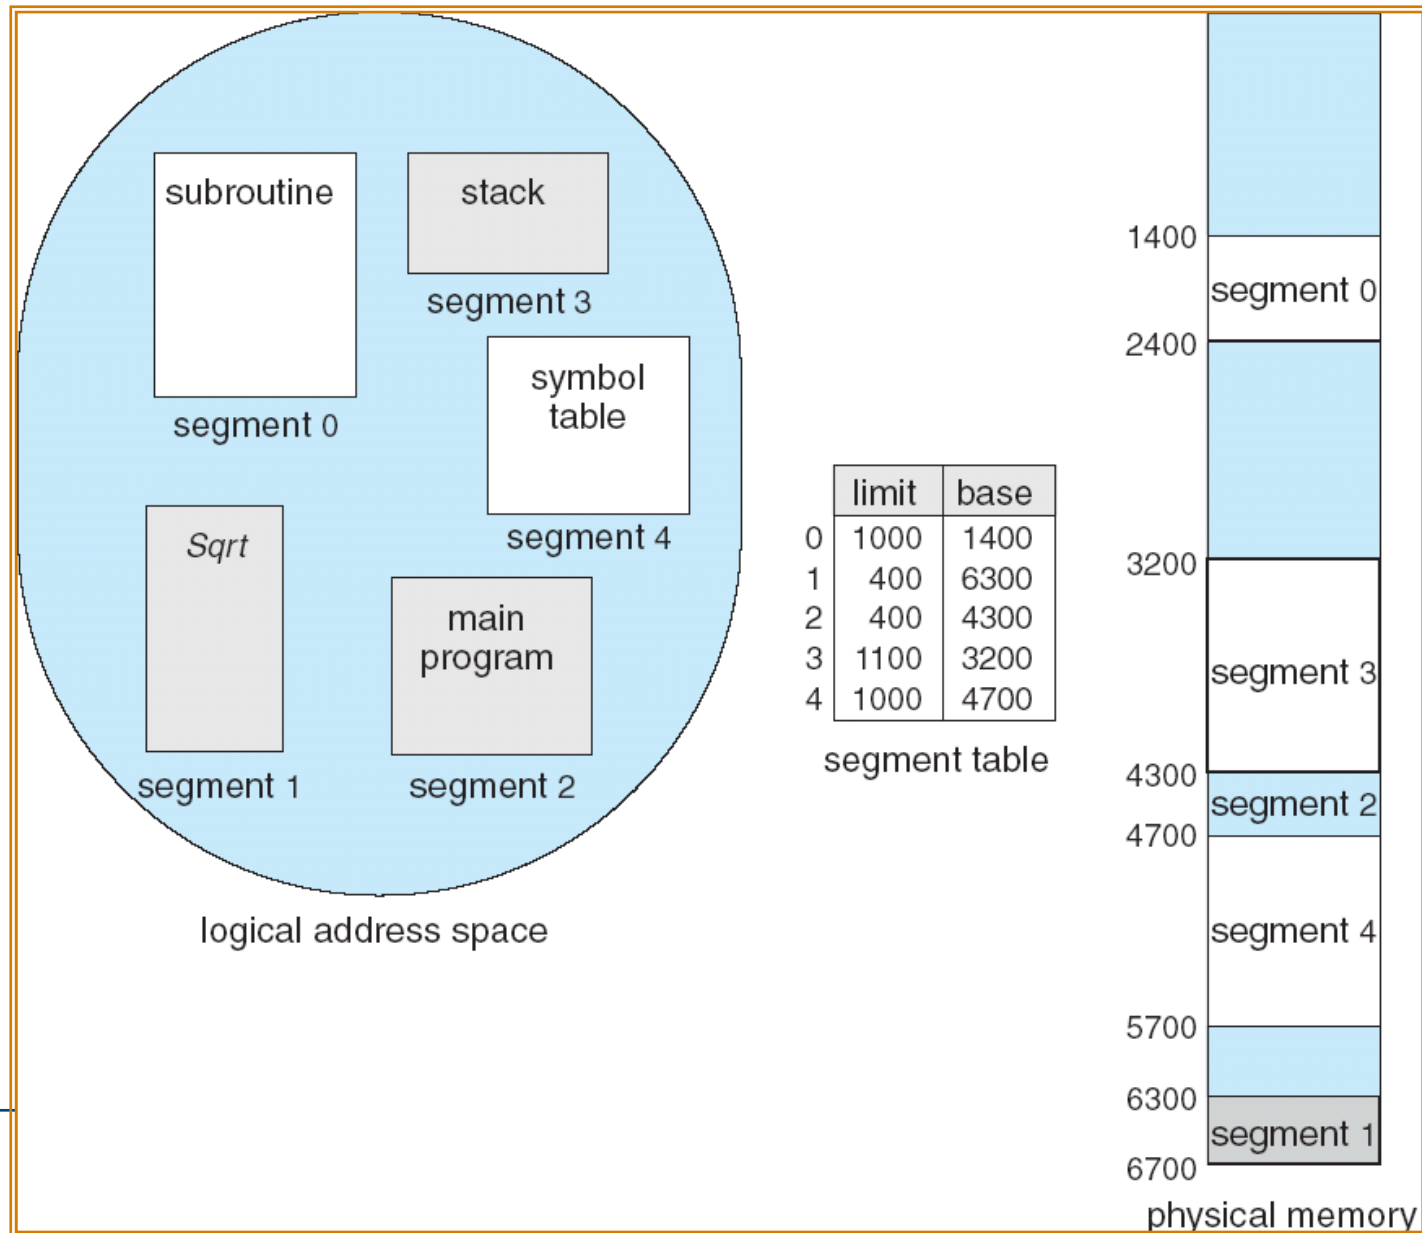 subroutine
segment 0
stack
segment 3
symbol
table
segment 4
Sqrt
segment 1
main
program
segment 2
logical address space
limit base
0 1000 1400
1 400 6300
2 400 4300
3 1100 3200
4 1000 4700
segment table
1400
segment 0
2400
3200
segment 3
4300
segment 2
4700
segment 4
5700
6300
segment 1
6700
physical memory